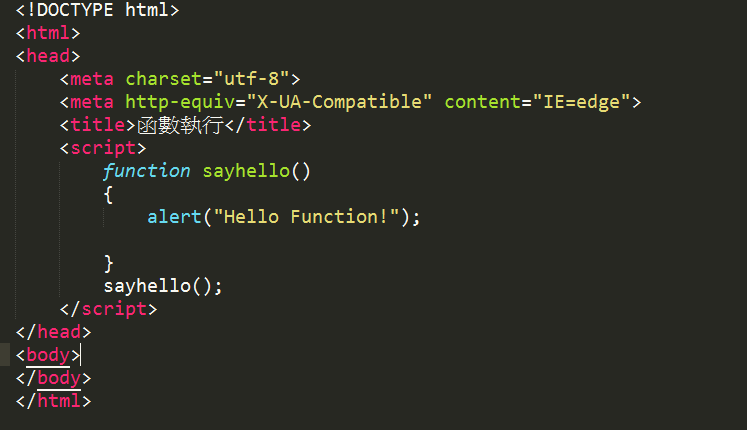 <!DOCTYPE html>
<html>
<head>
    <meta charset="utf-8">
    <meta http-equiv="X-UA-Compatible" content="IE=edge">
    <title>函數執行</title>
    <script>
        function sayhello()
        {
            alert("Hello Function!");

        }
        sayhello();
    </script>
</head>
<body>
</body>
</html>